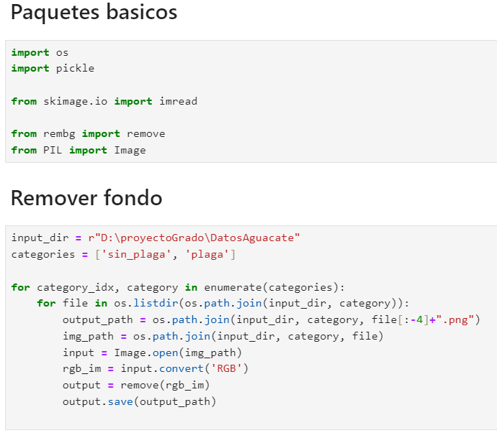 Paquetes basicos
import os
import pickle
from skimage.io import imread
from rembg import remove
from PIL import Image
Remover fondo
input_dir = r"D:\proyectoGrado\DatosAguacate"
categories = ['sin_plaga', 'plaga']
for category_idx, category in enumerate(categories):
    for file in os.listdir(os.path.join(input_dir, category)):
        output_path = os.path.join(input_dir, category, file[:-4]+".png")
        img_path = os.path.join(input_dir, category, file)
        input = Image.open(img_path)
        rgb_im = input.convert('RGB')
        output = remove(rgb_im)
        output.save(output_path)